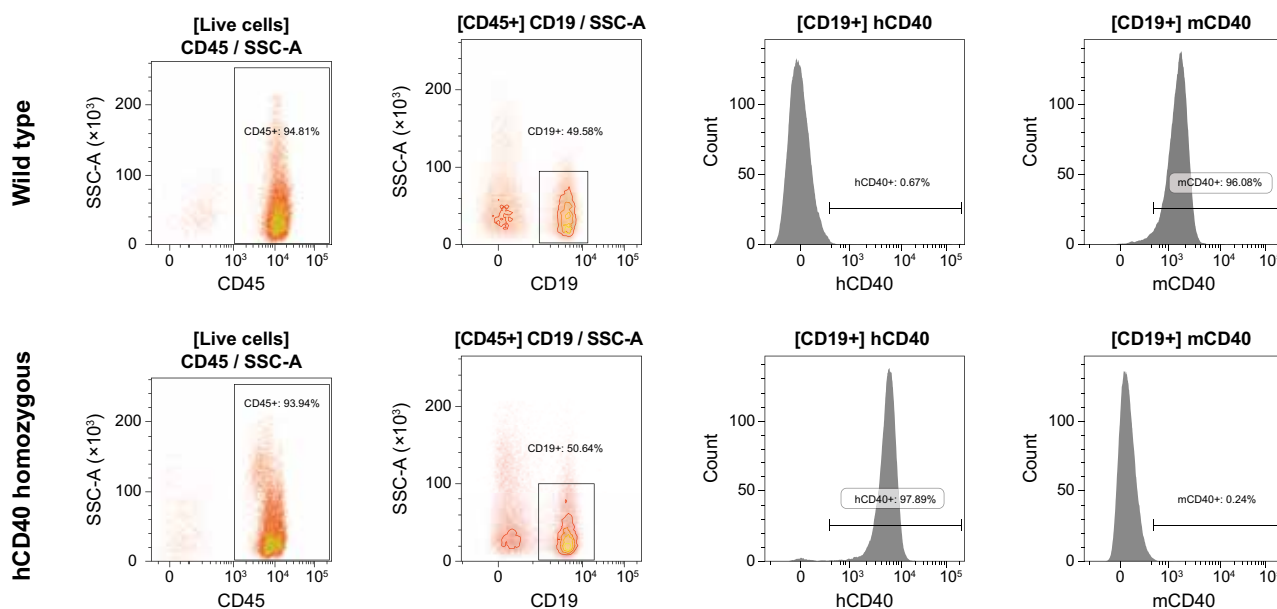 Wild type
[Live cells]
CD45 / SSC-A
SSC-A (×10³)
200
100
0
CD45+: 94.81%
0 10³ 10⁴ 10⁵
CD45
[CD45+] CD19 / SSC-A
SSC-A (×10³)
200
100
0
CD19+: 49.58%
0 10⁴ 10⁵
CD19
[CD19+] hCD40
Count
100
50
0
hCD40+: 0.67%
0 10³ 10⁴ 10⁵
hCD40
[CD19+] mCD40
Count
100
50
0
mCD40+: 96.08%
0 10³ 10⁴ 10⁵
mCD40
hCD40 homozygous
[Live cells]
CD45 / SSC-A
SSC-A (×10³)
200
100
0
CD45+: 93.94%
0 10³ 10⁴ 10⁵
CD45
[CD45+] CD19 / SSC-A
SSC-A (×10³)
200
100
0
CD19+: 50.64%
0 10⁴ 10⁵
CD19
[CD19+] hCD40
Count
100
50
0
hCD40+: 97.89%
0 10³ 10⁴ 10⁵
hCD40
[CD19+] mCD40
Count
100
50
0
mCD40+: 0.24%
0 10³ 10⁴ 10⁵
mCD40